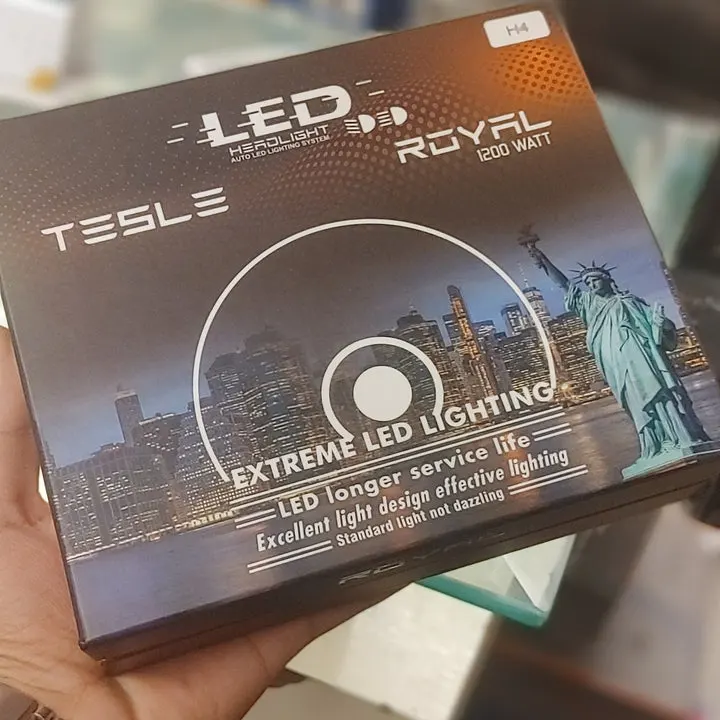 H4
LED
HEADLIGHT
AUTO LED LIGHTING SYSTEM
ROYAL
1200 WATT
TESLE
EXTREME LED LIGHTING
LED longer service life
Excellent light design effective lighting
Standard light not dazzling
ROYAL